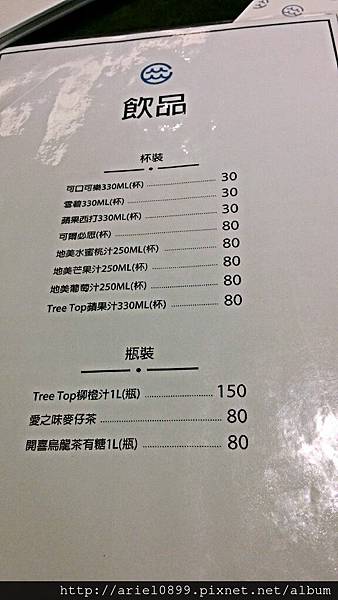 飲品
杯裝
可口可樂330ML(杯) 30
雪碧330ML(杯) 30
蘋果西打330ML(杯) 30
可爾必思(杯) 80
地美水蜜桃汁250ML(杯) 80
地美芒果汁250ML(杯) 80
地美葡萄汁250ML(杯) 80
Tree Top蘋果汁330ML(杯) 80
瓶裝
Tree Top柳橙汁1L(瓶) 150
愛之味麥仔茶 80
開喜烏龍茶有糖1L(瓶) 80
http://ariel0899.pixnet.net/album